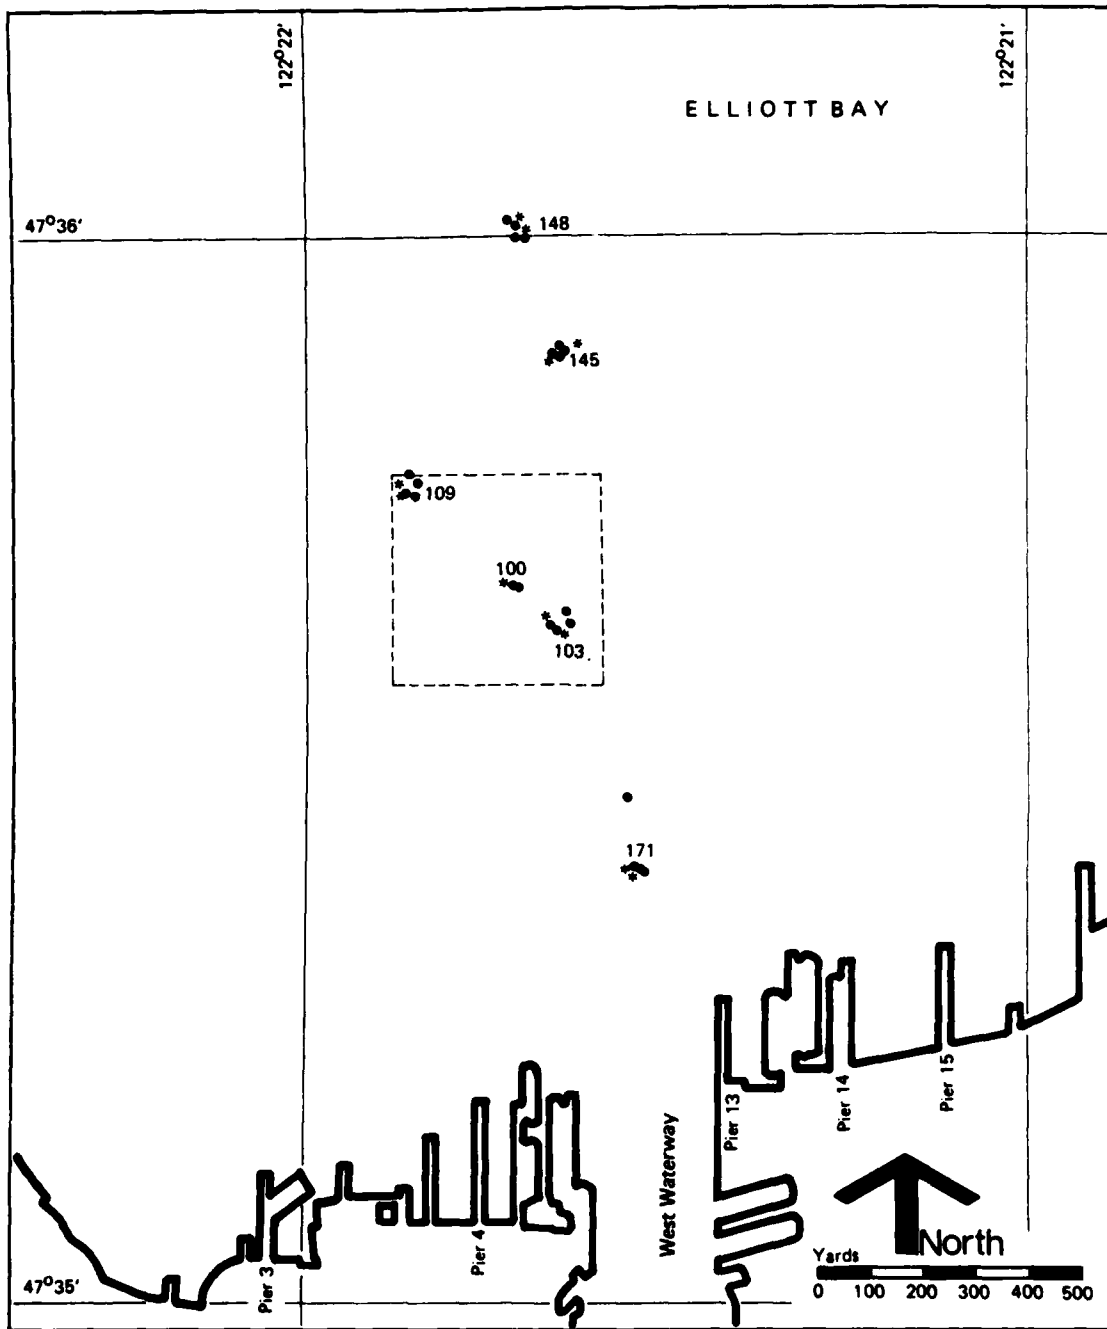 122°22'
122°21'
ELLIOTT BAY
47°36'
148
145
109
100
103
171
Pier 13
Pier 14
Pier 15
West Waterway
Pier 4
Pier 3
North
Yards
0 100 200 300 400 500
47°35'